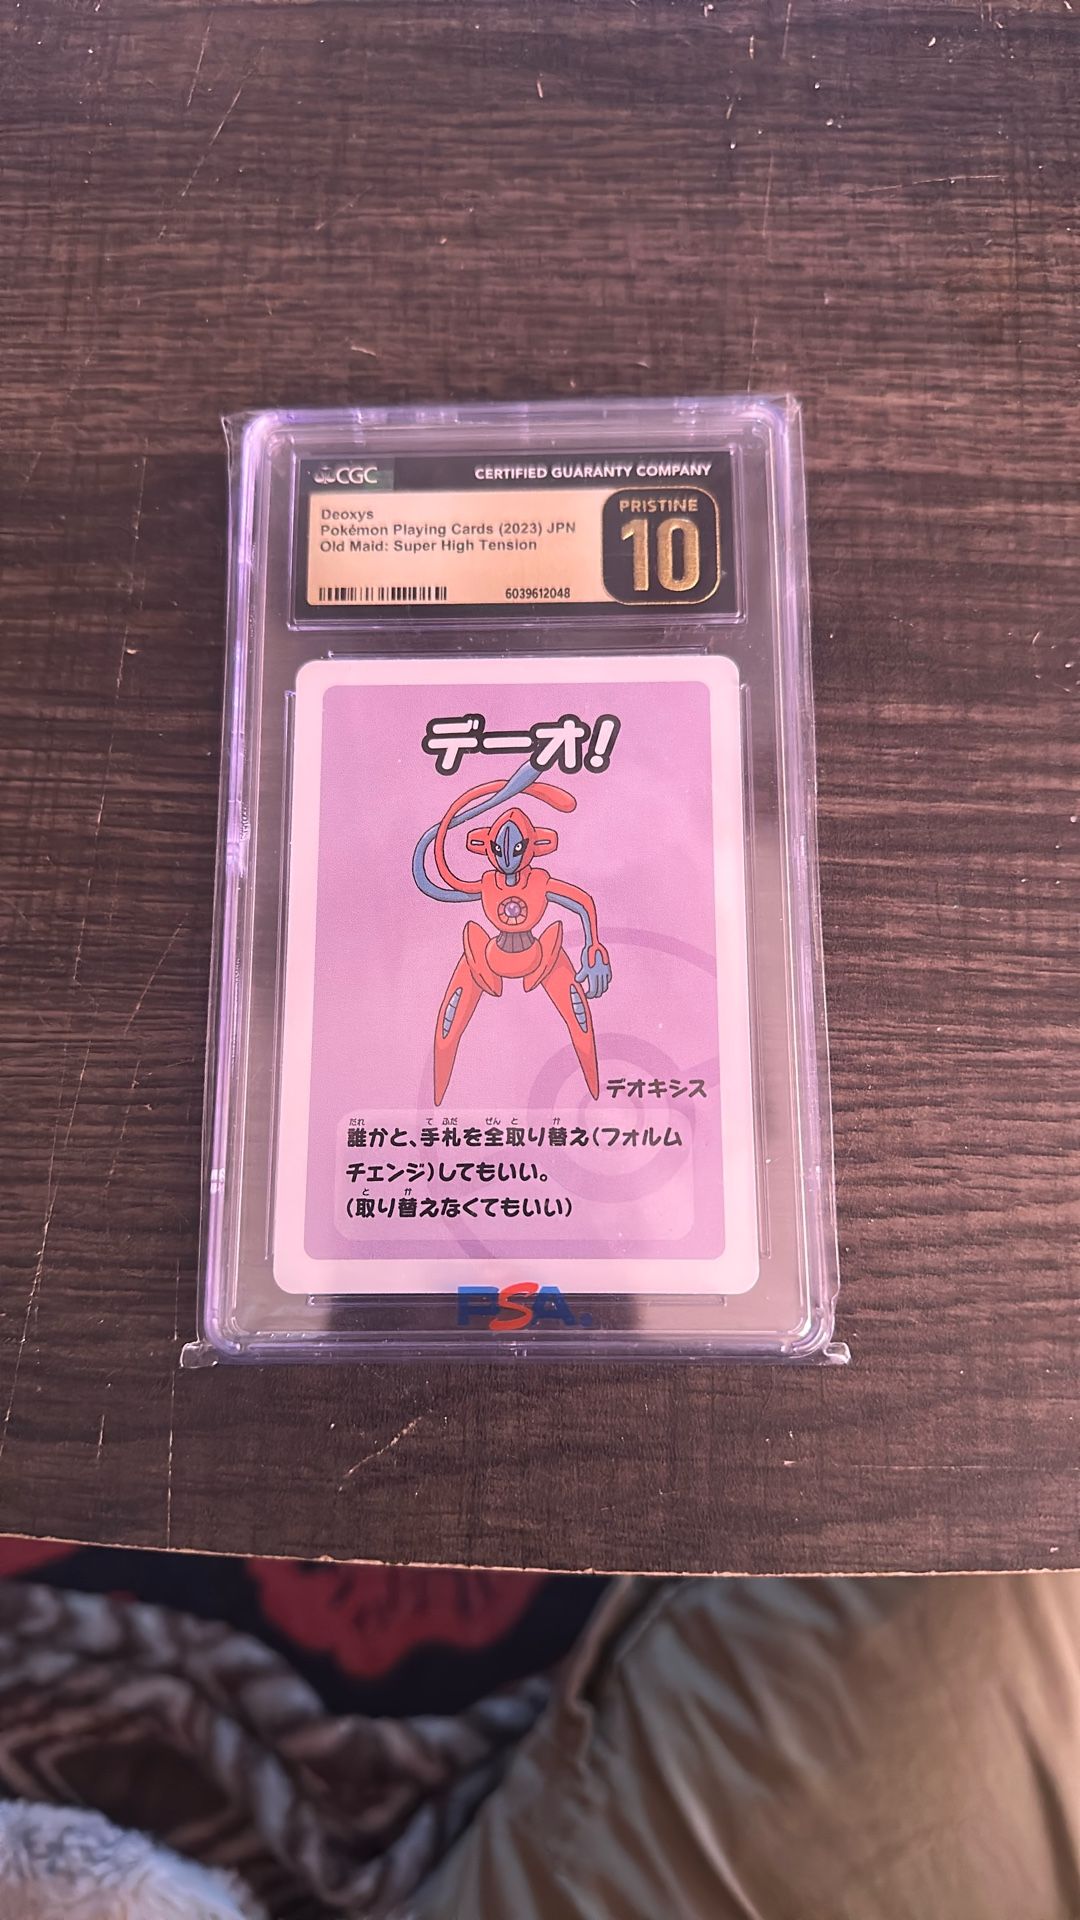 CGC
CERTIFIED GUARANTY COMPANY
Deoxys
Pokémon Playing Cards (2023) JPN
Old Maid: Super High Tension
6039612048
PRISTINE
10
デーオ!
デオキシス
だれ て ふだ ぜん と か
誰かと、手札を全取り替え(フォルム
チェンジ)してもいい。
と か
(取り替えなくてもいい)
PSA.